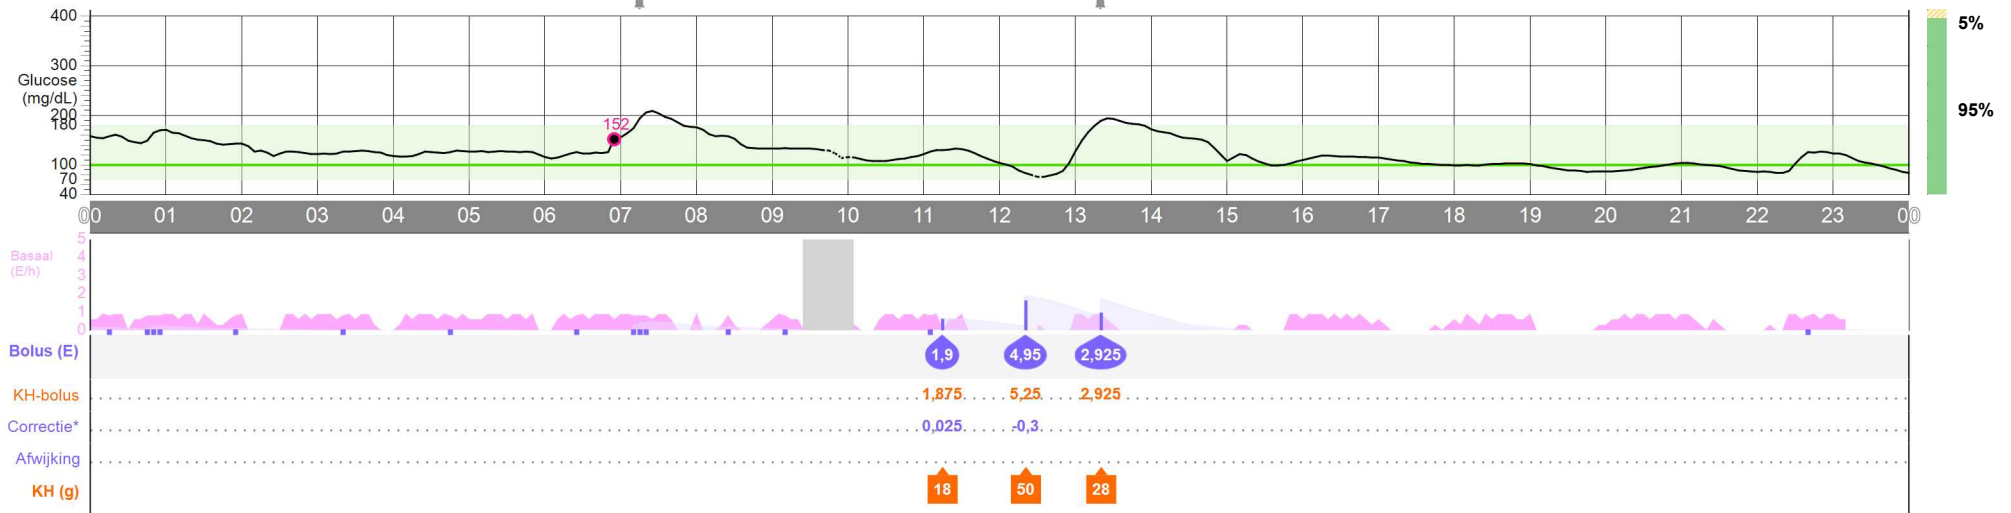 400
300
Glucose
(mg/dL)
200
180
152
100
70
40
5%
95%
00 01 02 03 04 05 06 07 08 09 10 11 12 13 14 15 16 17 18 19 20 21 22 23 00
Basaal
(E/h)
5
4
3
2
1
0
Bolus (E) 1,9 4,95 2,925
KH-bolus 1,875 5,25 2,925
Correctie* 0,025 -0,3
Afwijking
KH (g) 18 50 28